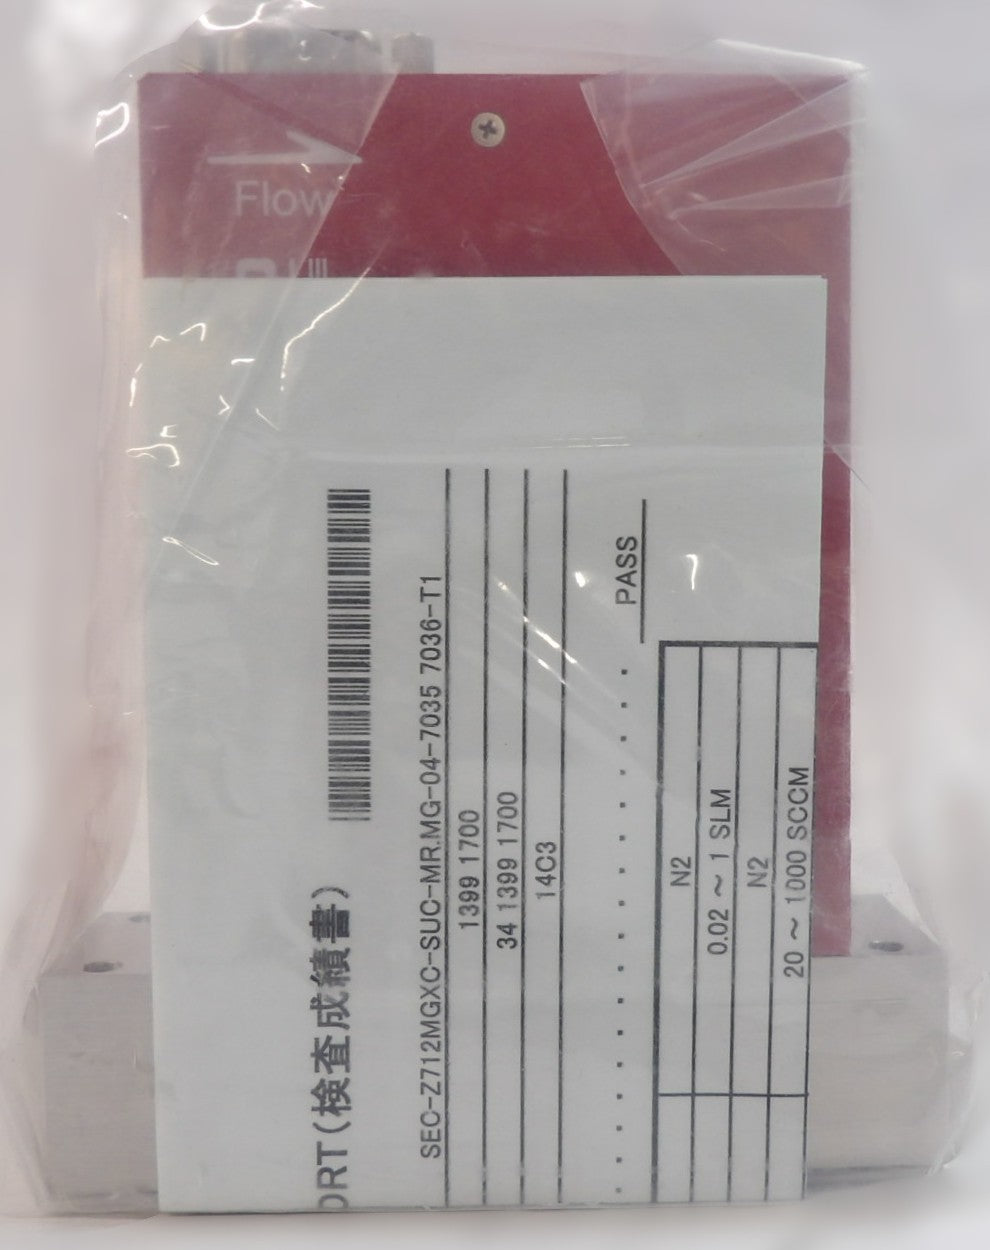 Flow
ORT(検査成績書)
SEC-Z712MGXC-SUC-MR.MG-04-7035 7036-T1
1399 1700
34 1399 1700
14C3
PASS
N2
0.02 ～ 1 SLM
N2
20 ～ 1000 SCCM